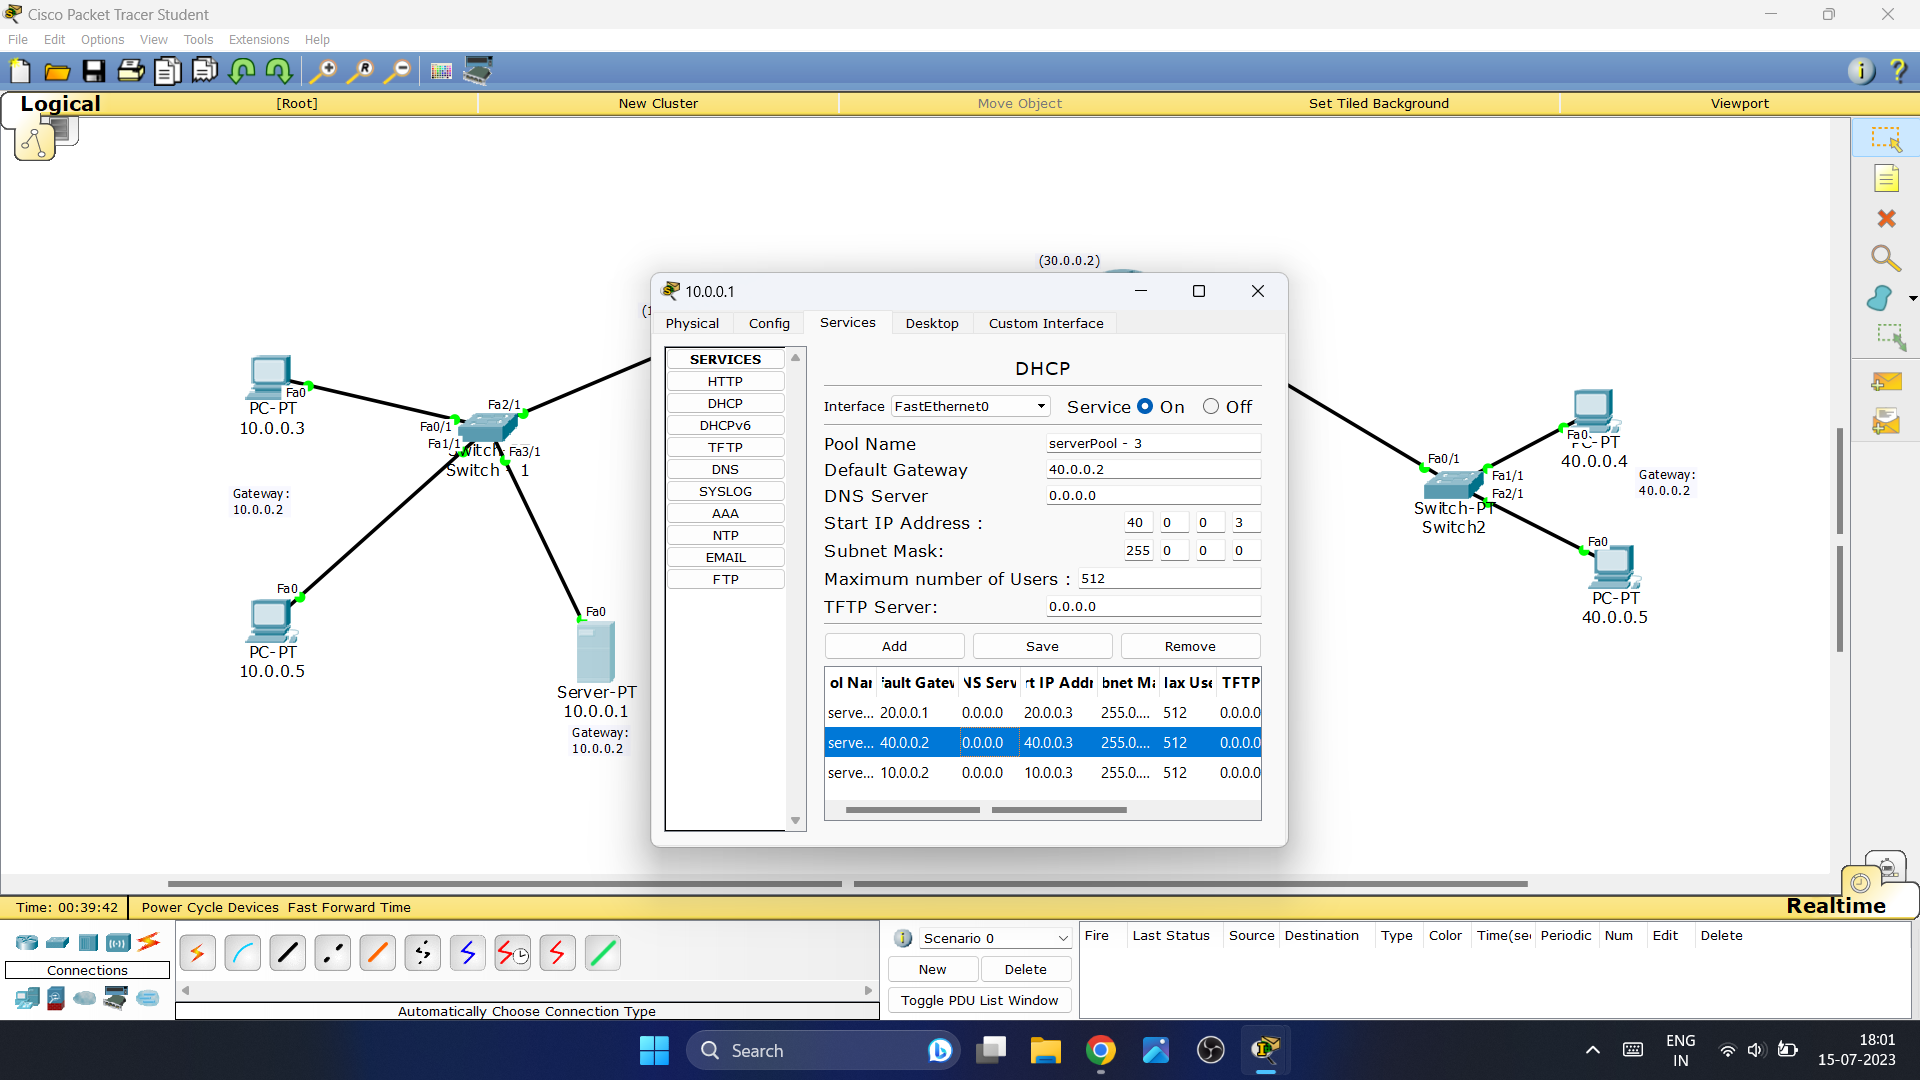 Cisco Packet Tracer Student
File Edit Options View Tools Extensions Help
Logical [Root] New Cluster Move Object Set Tiled Background Viewport
(30.0.0.2)
10.0.0.1
Physical Config Services Desktop Custom Interface
SERVICES
HTTP
DHCP
DHCPv6
TFTP
DNS
SYSLOG
AAA
NTP
EMAIL
FTP
DHCP
Interface FastEthernet0 Service On Off
Pool Name serverPool - 3
Default Gateway 40.0.0.2
DNS Server 0.0.0.0
Start IP Address : 40 0 0 3
Subnet Mask: 255 0 0 0
Maximum number of Users : 512
TFTP Server: 0.0.0.0
Add Save Remove
ol Nar fault Gatew NS Serv rt IP Addr bnet Ma lax Use TFTP
serve... 20.0.0.1 0.0.0.0 20.0.0.3 255.0.... 512 0.0.0.0
serve... 40.0.0.2 0.0.0.0 40.0.0.3 255.0.... 512 0.0.0.0
serve... 10.0.0.2 0.0.0.0 10.0.0.3 255.0.... 512 0.0.0.0
Fa0
PC-PT
10.0.0.3
Fa2/1
Fa0/1
Fa1/1
Fa3/1
Switch
Switch - 1
Gateway:
10.0.0.2
Fa0
PC-PT
10.0.0.5
Fa0
Server-PT
10.0.0.1
Gateway:
10.0.0.2
Fa0/1
Fa1/1
Fa2/1
Switch-PT
Switch2
Fa0
PC-PT
40.0.0.4
Gateway:
40.0.0.2
Fa0
PC-PT
40.0.0.5
Time: 00:39:42 Power Cycle Devices Fast Forward Time Realtime
Connections
Automatically Choose Connection Type
Scenario 0
New Delete
Toggle PDU List Window
Fire Last Status Source Destination Type Color Time(sec Periodic Num Edit Delete
Search
ENG
IN
18:01
15-07-2023